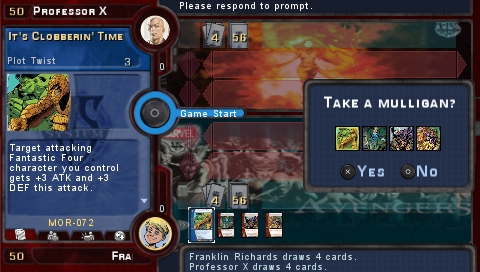 50 Professor X
Please respond to prompt.
It's Clobberin' Time
Plot Twist 3
4 56
0
Game Start
Take a mulligan?
Yes No
Target attacking
Fantastic Four
character you control
gets +3 ATK and +3
DEF this attack.
MOR-072
0
4 56
Avengers
50 Fra
Franklin Richards draws 4 cards.
Professor X draws 4 cards.